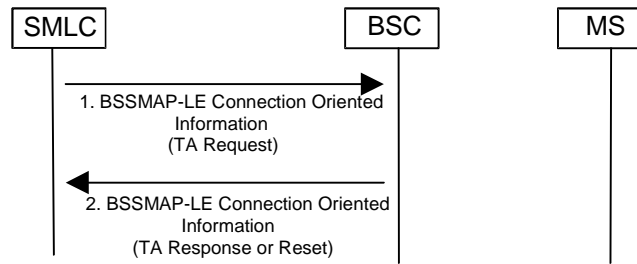 SMLC
BSC
MS
1. BSSMAP-LE Connection Oriented
Information
(TA Request)
2. BSSMAP-LE Connection Oriented
Information
(TA Response or Reset)